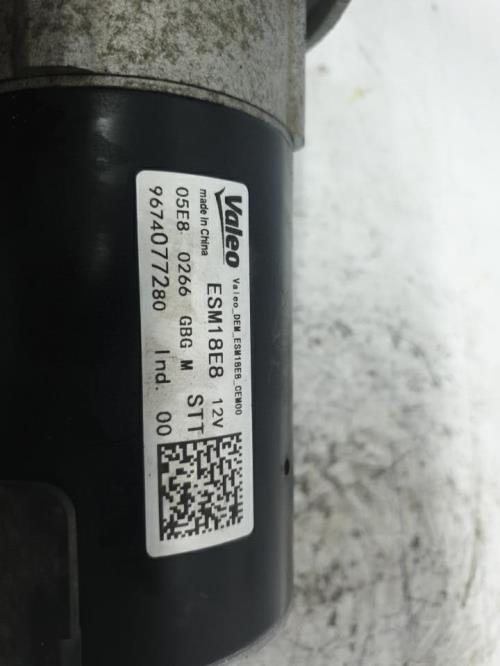 Valeo
Valeo_DEM_ESM18E8_CEM00
made in China
ESM18E8 12V
05E8 0266 GBG M STT
9674077280 Ind. 00